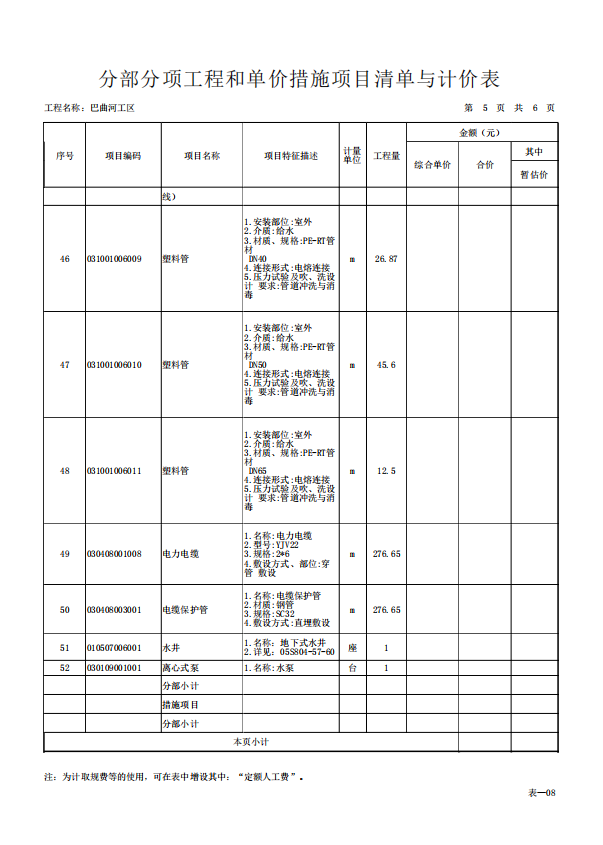 分部分项工程和单价措施项目清单与计价表
工程名称：巴曲河工区 第 5 页 共 6 页
序号 项目编码 项目名称 项目特征描述 计量单位 工程量 金额（元）
综合单价 合价 其中
暂估价
线）
46 031001006009 塑料管 1.安装部位:室外
2.介质:给水
3.材质、规格:PE-RT管
材
DN40
4.连接形式:电熔连接
5.压力试验及吹、洗设
计 要求:管道冲洗与消
毒 m 26.87
47 031001006010 塑料管 1.安装部位:室外
2.介质:给水
3.材质、规格:PE-RT管
材
DN50
4.连接形式:电熔连接
5.压力试验及吹、洗设
计 要求:管道冲洗与消
毒 m 45.6
48 031001006011 塑料管 1.安装部位:室外
2.介质:给水
3.材质、规格:PE-RT管
材
DN65
4.连接形式:电熔连接
5.压力试验及吹、洗设
计 要求:管道冲洗与消
毒 m 12.5
49 030408001008 电力电缆 1.名称:电力电缆
2.型号:YJV22
3.规格:2*6
4.敷设方式、部位:穿
管 敷设 m 276.65
50 030408003001 电缆保护管 1.名称:电缆保护管
2.材质:钢管
3.规格:SC32
4.敷设方式:直埋敷设 m 276.65
51 010507006001 水井 1.名称：地下式水井
2.详见：05S804-57-60 座 1
52 030109001001 离心式泵 1.名称:水泵 台 1
分部小计
措施项目
分部小计
本页小计
注：为计取规费等的使用，可在表中增设其中：“定额人工费”。
表—08